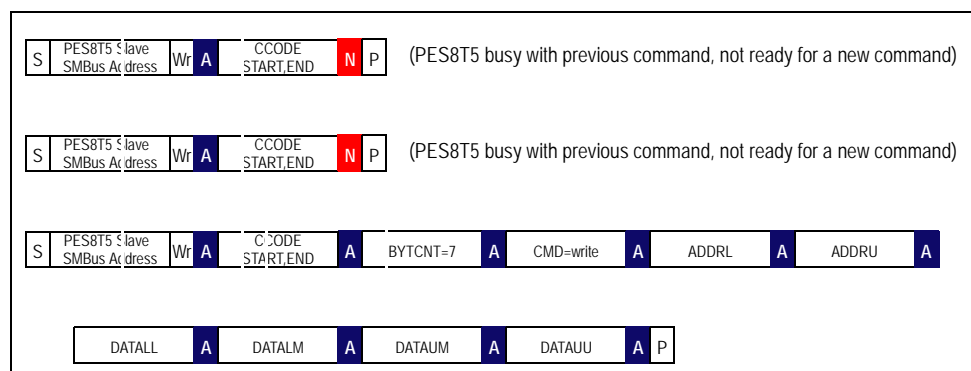 S PES8T5 Slave SMBus Address Wr A CCODE START,END N P (PES8T5 busy with previous command, not ready for a new command)
S PES8T5 Slave SMBus Address Wr A CCODE START,END N P (PES8T5 busy with previous command, not ready for a new command)
S PES8T5 Slave SMBus Address Wr A CCODE START,END A BYTCNT=7 A CMD=write A ADDRL A ADDRU A
DATALL A DATALM A DATAUM A DATAUU A P